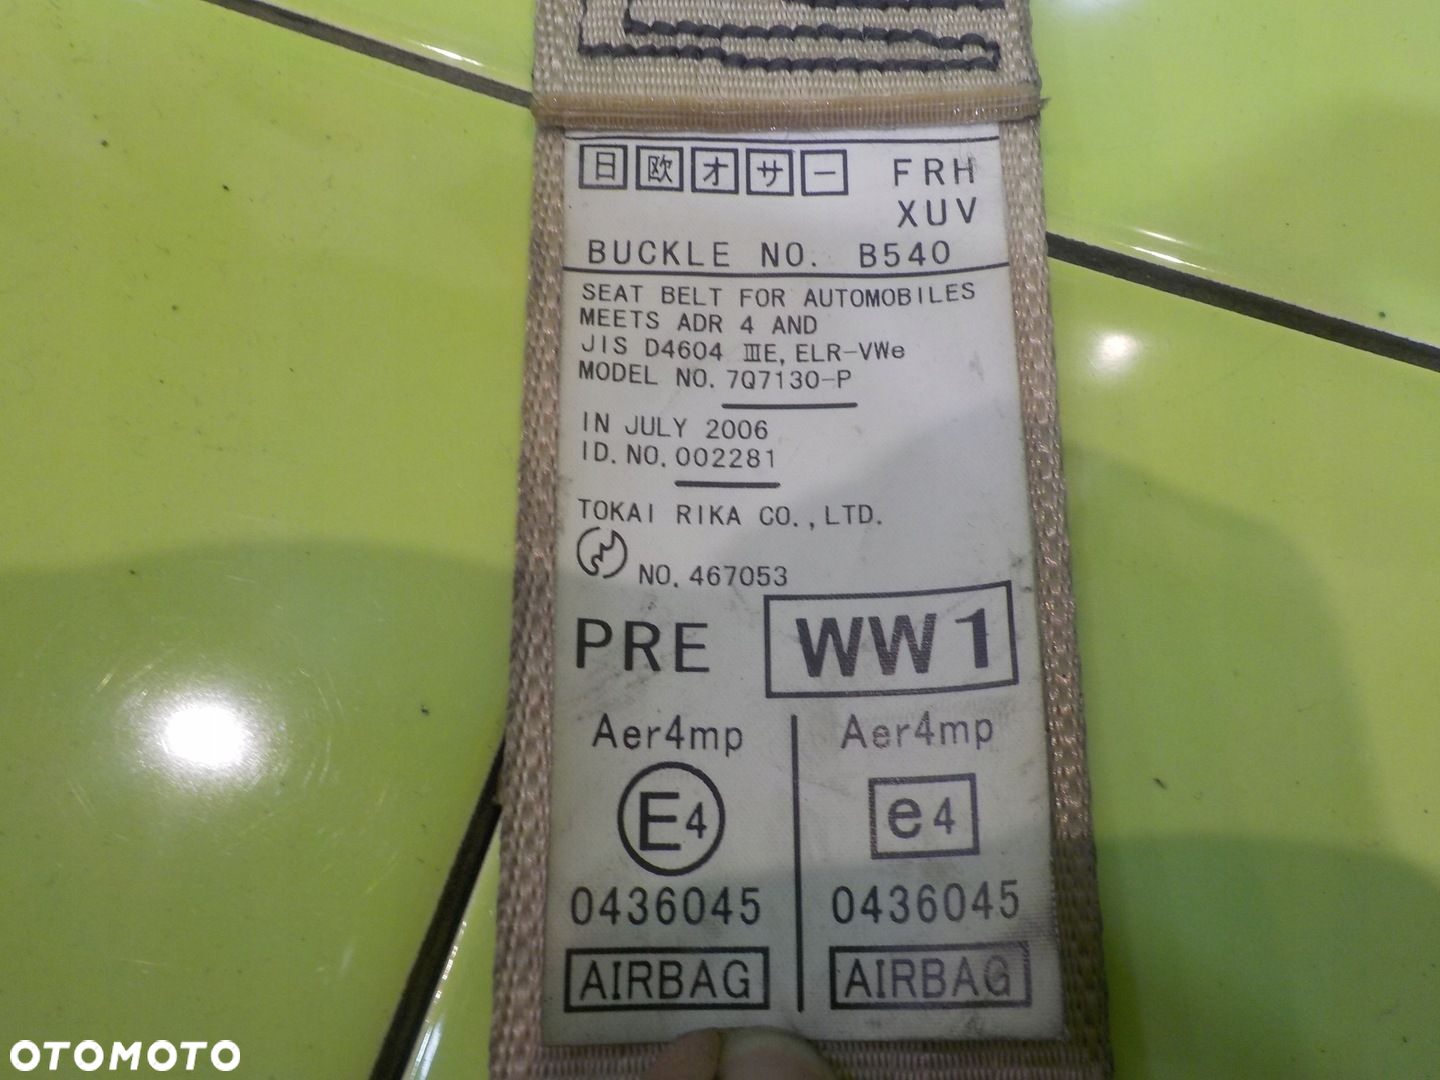 日 欧 オ サ ー FRH
XUV
BUCKLE NO. B540
SEAT BELT FOR AUTOMOBILES
MEETS ADR 4 AND
JIS D4604 ⅢE, ELR-VWe
MODEL NO. 7Q7130-P
IN JULY 2006
ID. NO. 002281
TOKAI RIKA CO., LTD.
NO. 467053
PRE WW1
Aer4mp Aer4mp
E4 e4
0436045 0436045
AIRBAG AIRBAG
OTOMOTO